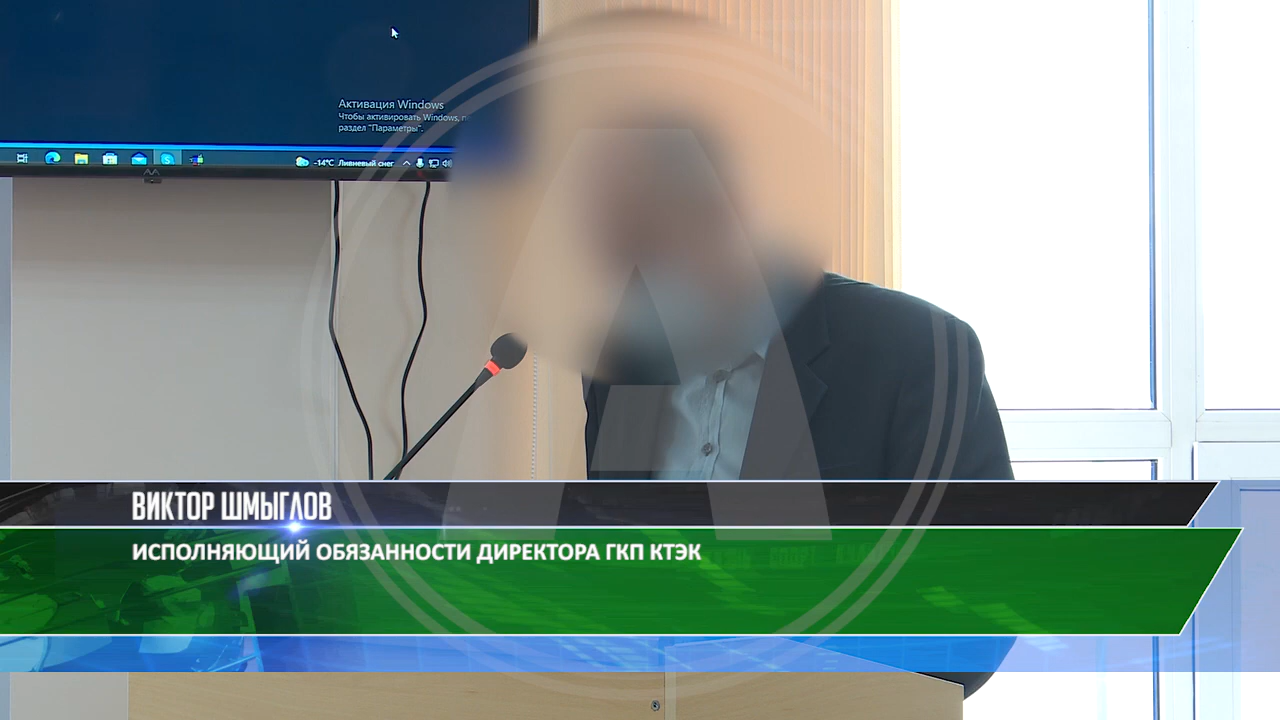 Активация Windows
Чтобы активировать Windows,
раздел "Параметры".
-14°C Ливневый снег
ВИКТОР ШМЫГЛОВ
ИСПОЛНЯЮЩИЙ ОБЯЗАННОСТИ ДИРЕКТОРА ГКП КТЭК